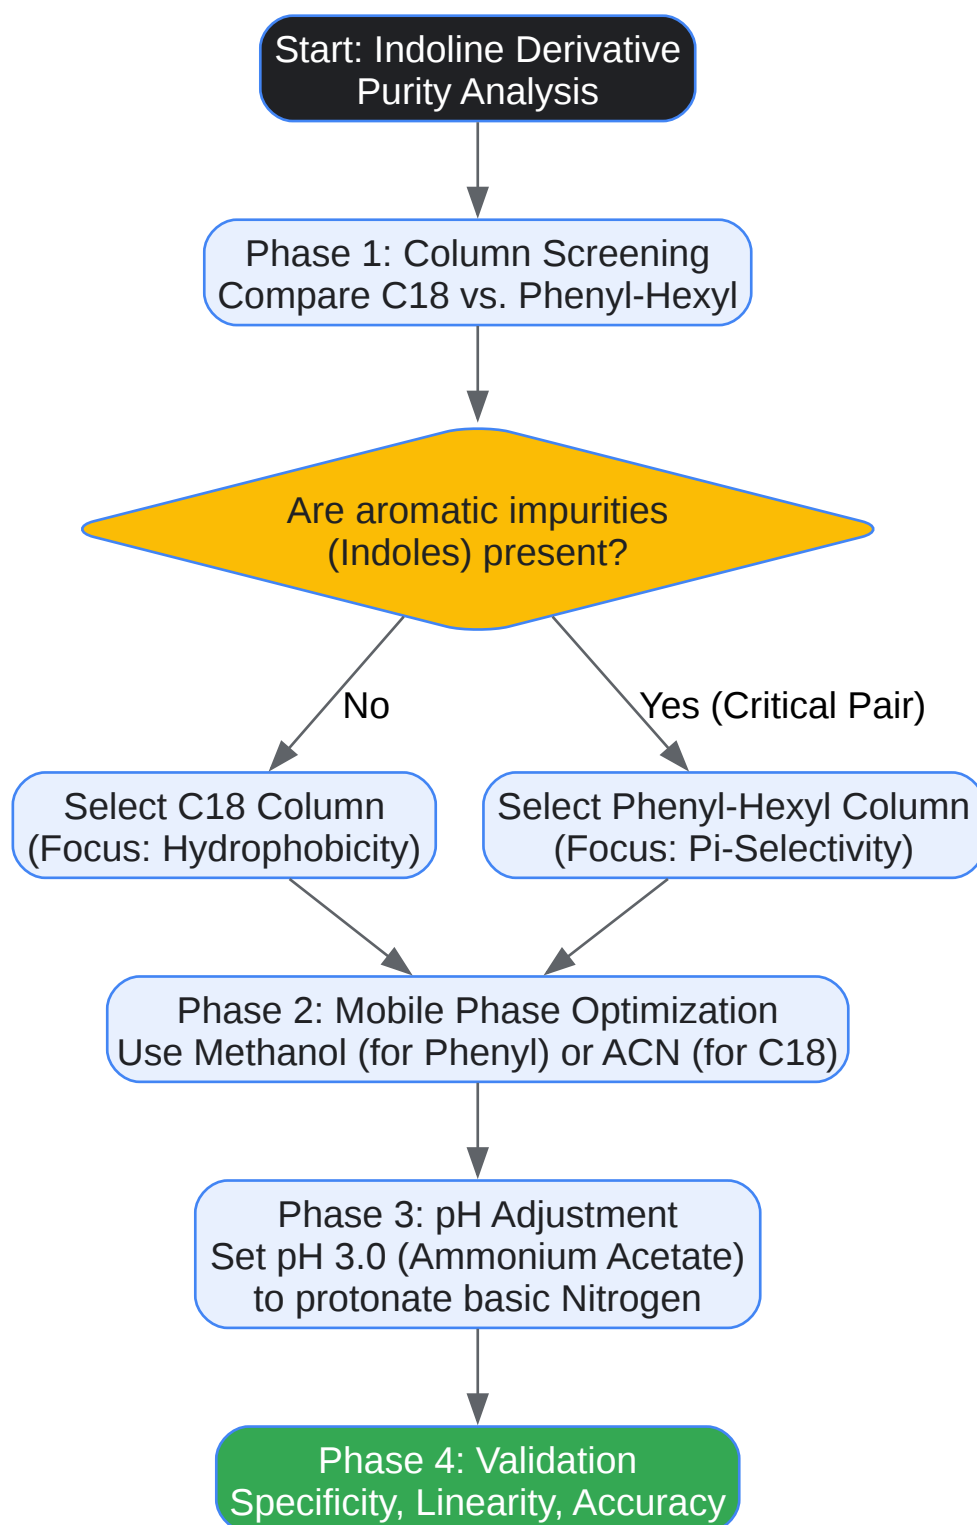 Start: Indoline Derivative
Purity Analysis
Phase 1: Column Screening
Compare C18 vs. Phenyl-Hexyl
Are aromatic impurities
(Indoles) present?
No
Yes (Critical Pair)
Select C18 Column
(Focus: Hydrophobicity)
Select Phenyl-Hexyl Column
(Focus: Pi-Selectivity)
Phase 2: Mobile Phase Optimization
Use Methanol (for Phenyl) or ACN (for C18)
Phase 3: pH Adjustment
Set pH 3.0 (Ammonium Acetate)
to protonate basic Nitrogen
Phase 4: Validation
Specificity, Linearity, Accuracy